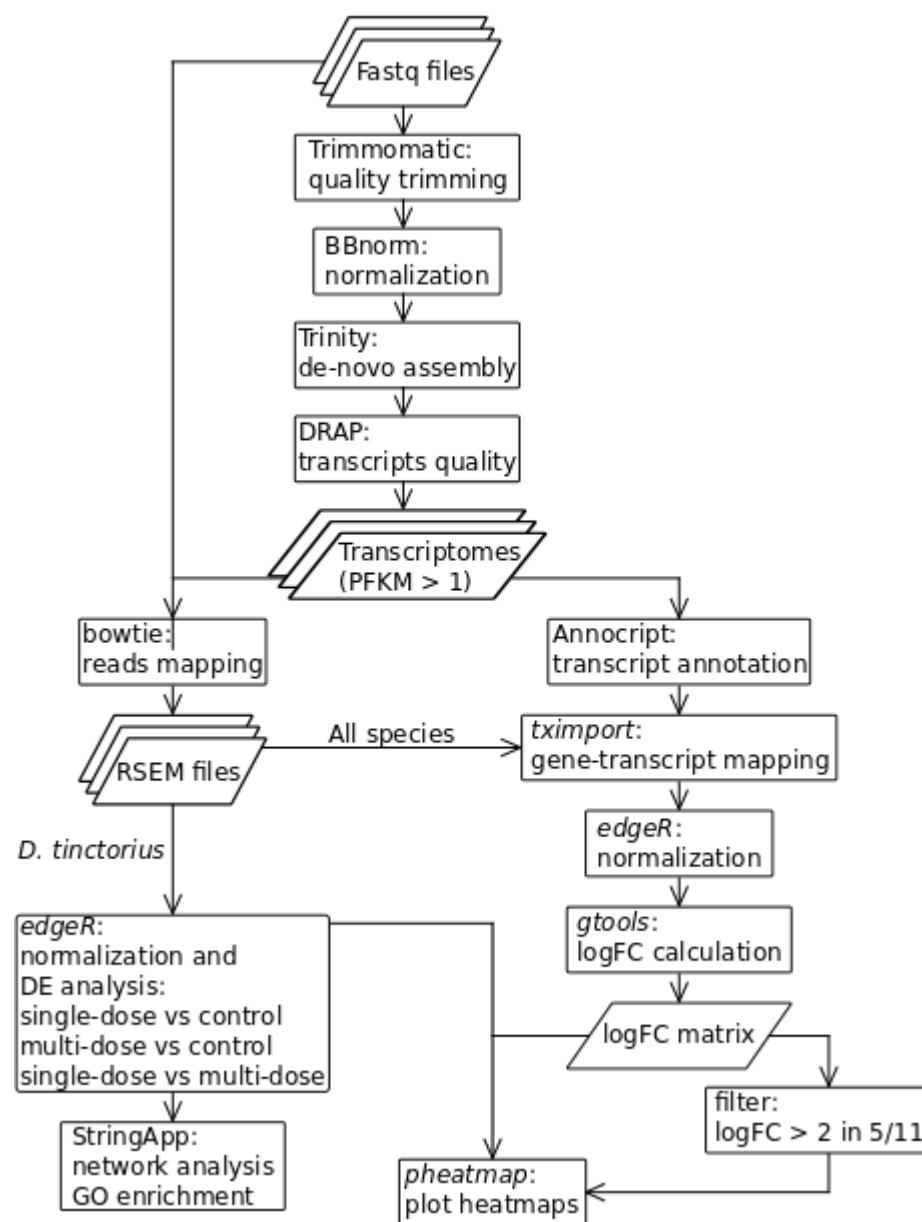 Fastq files
Trimmomatic:
quality trimming
BBnorm:
normalization
Trinity:
de-novo assembly
DRAP:
transcripts quality
Transcriptomes
(PFKM > 1)
bowtie:
reads mapping
Annocript:
transcript annotation
RSEM files
All species
tximport:
gene-transcript mapping
D. tinctorius
edgeR:
normalization
edgeR:
normalization and
DE analysis:
single-dose vs control
multi-dose vs control
single-dose vs multi-dose
gtools:
logFC calculation
logFC matrix
filter:
logFC > 2 in 5/11
StringApp:
network analysis
GO enrichment
pheatmap:
plot heatmaps